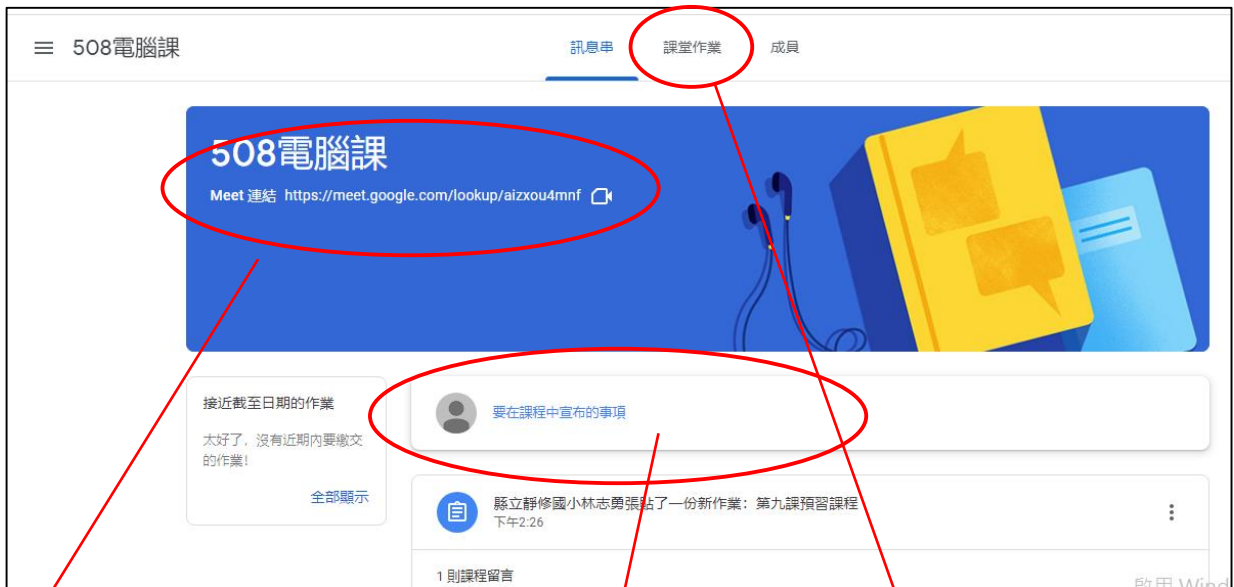 508電腦課
訊息串 課堂作業 成員
508電腦課
Meet 連結 https://meet.google.com/lookup/aizxou4mnf
接近截至日期的作業
太好了，沒有近期內要繳交
的作業！
全部顯示
要在課程中宣布的事項
縣立靜修國小林志勇張貼了一份新作業：第九課預習課程
下午2:26
1 則課程留言
啟用 Wind